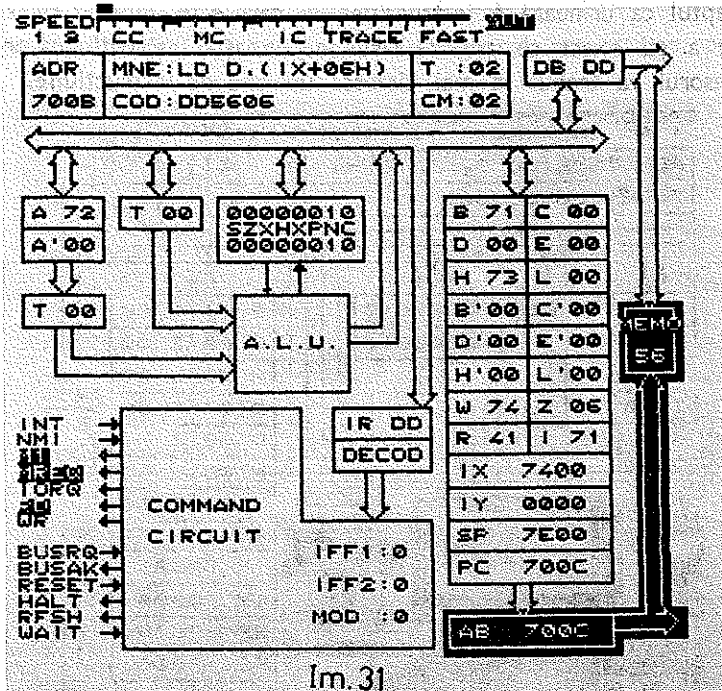 SPEED
1 2 CC MC IC TRACE FAST
ADR MNE:LD D.(IX+06H) T :02 DB DD
700B COD:DD5606 CM:02
A 72 T 00 00000010 B 71 C 00
A'00 SZXHXPNC D 00 E 00
00000010
T 00 H 73 L 00
A.L.U. B'00 C'00 MEMO
D'00 E'00 56
H'00 L'00
INT IR DD W 74 Z 06
NMI DECOD R 41 I 71
IORQ IX 7400
COMMAND IY 0000
CIRCUIT
BUSRQ IFF1:0 SP 7E00
BUSAK PC 700C
RESET IFF2:0
HALT
RFSH MOD :0 AB 700C
WAIT
Im.31